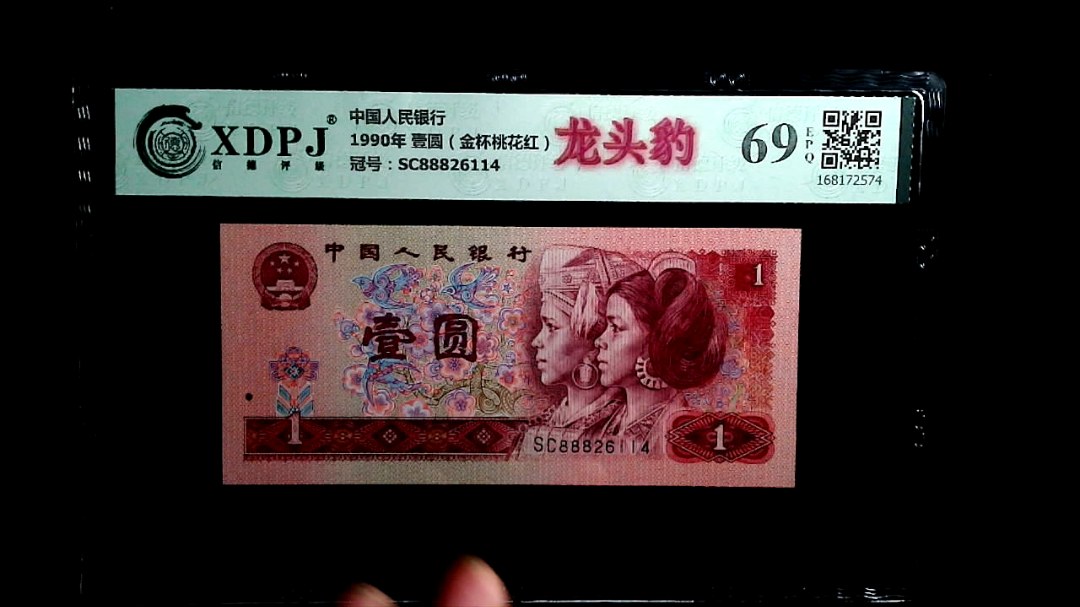 XDPJ®
信德评级
中国人民银行
1990年 壹圆（金杯桃花红）
冠号：SC88826114
龙头豹
69
EPQ
168172574
中国人民银行
1
壹圆
1
SC88826114
1